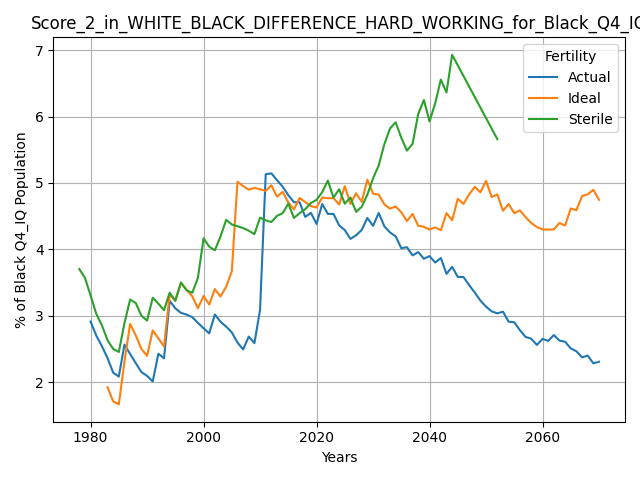 Score_2_in_WHITE_BLACK_DIFFERENCE_HARD_WORKING_for_Black_Q4_IQ
7
6
5
4
3
2
% of Black Q4_IQ Population
Fertility
Actual
Ideal
Sterile
1980
2000
2020
2040
2060
Years